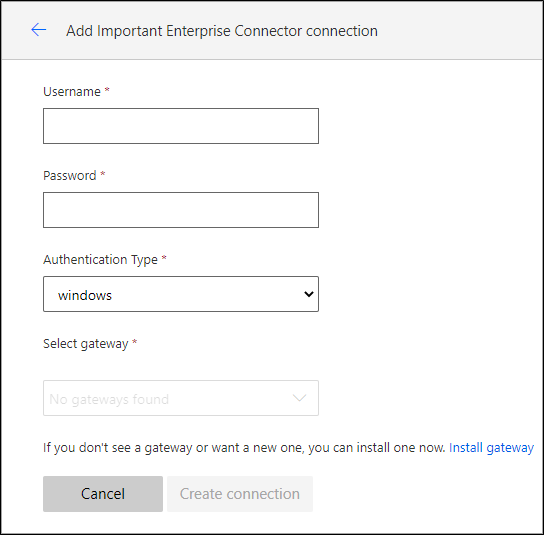 Add Important Enterprise Connector connection
Username *
Password *
Authentication Type *
windows
Select gateway *
No gateways found
If you don't see a gateway or want a new one, you can install one now. Install gateway
Cancel
Create connection